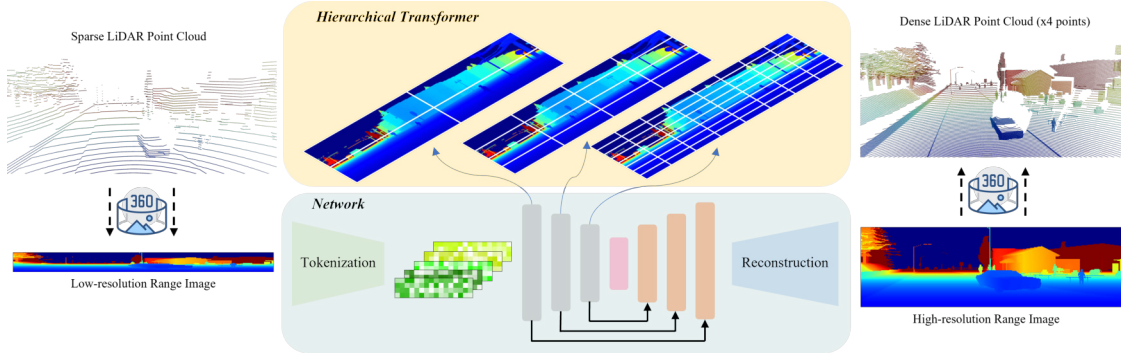 Hierarchical Transformer
Sparse LiDAR Point Cloud
Dense LiDAR Point Cloud (x4 points)
360
360
Network
Tokenization
Reconstruction
Low-resolution Range Image
High-resolution Range Image